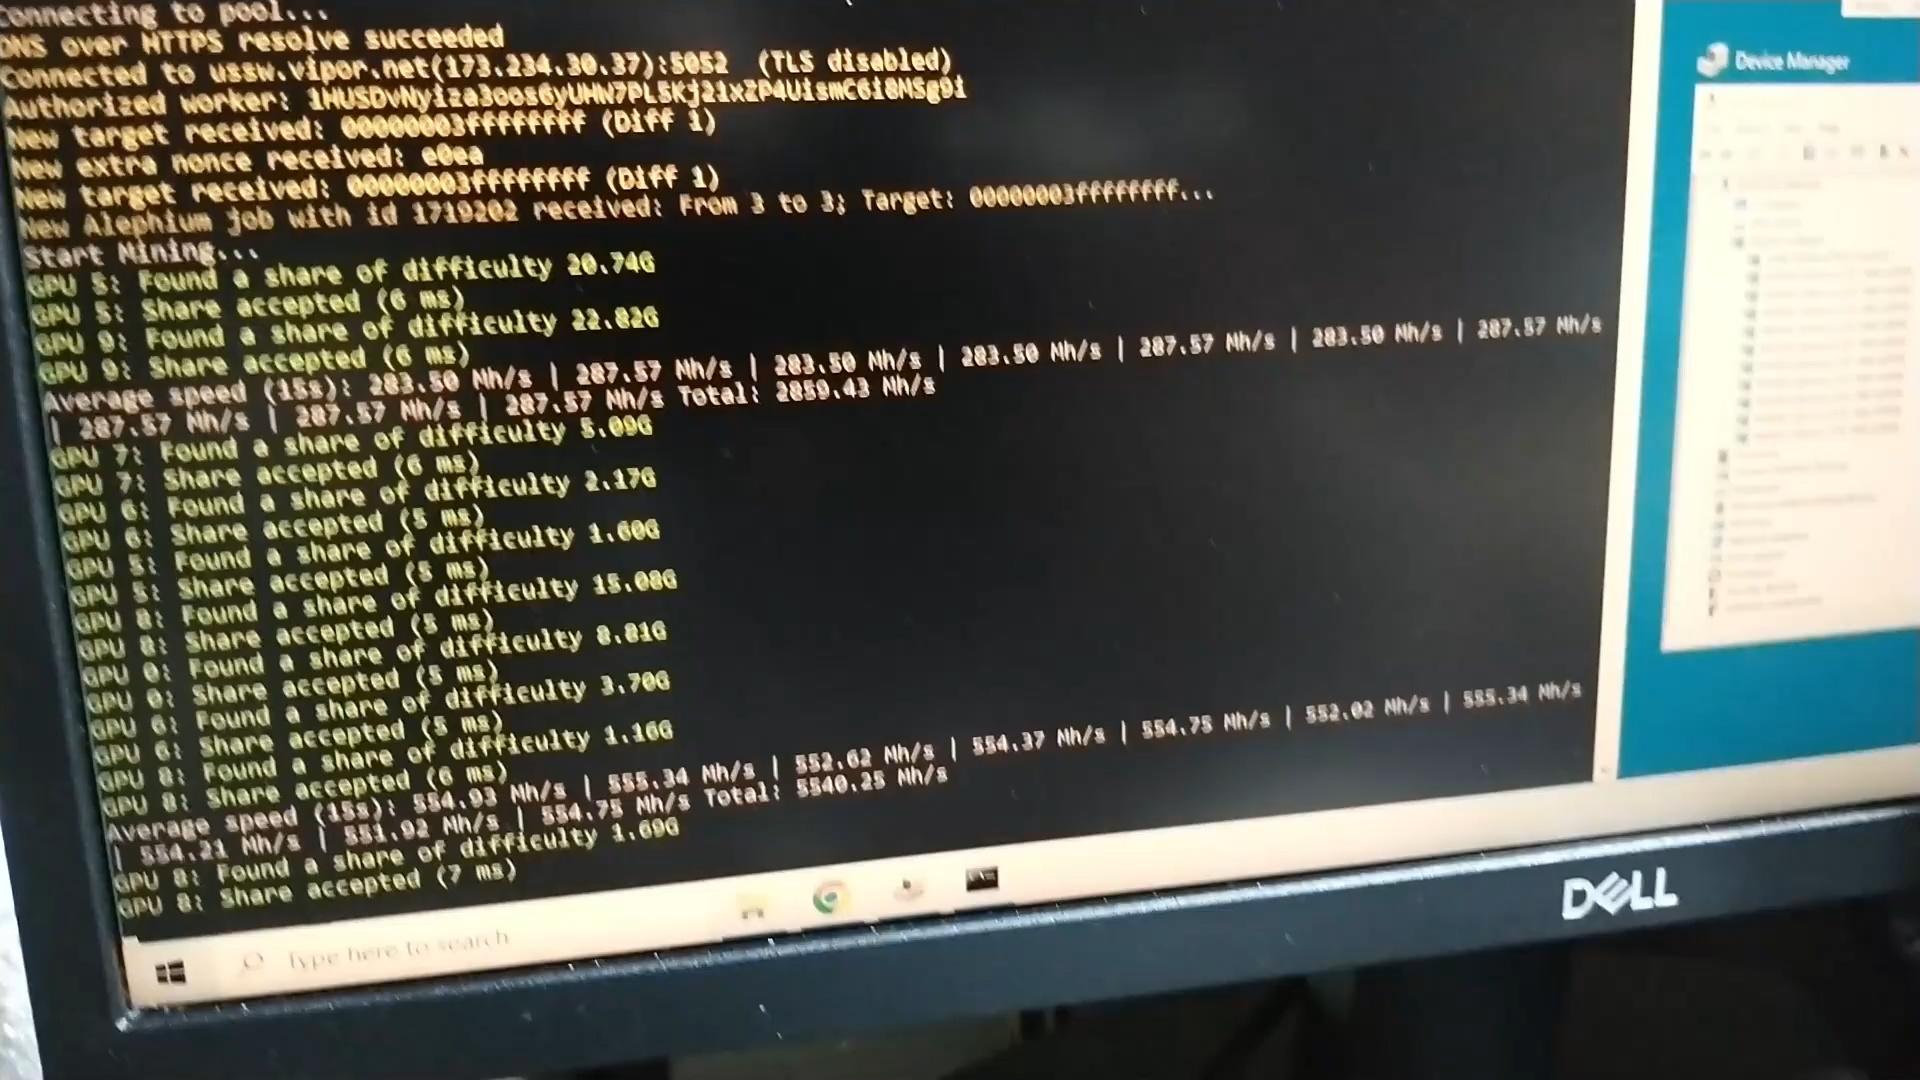 Connecting to pool...
DNS over HTTPS resolve succeeded
Connected to ussw.vipor.net(173.234.30.37):5052 (TLS disabled)
Authorized worker:
New target received: 00000003ffffffff (Diff 1)
New extra nonce received: e0ea
New target received: 00000003ffffffff (Diff 1)
New Alephium job with id 1719202 received: From 3 to 3; Target: 00000003ffffffff...
Start Mining...
GPU 5: Found a share of difficulty 20.74G
GPU 5: Share accepted (6 ms)
GPU 9: Found a share of difficulty 22.82G
GPU 9: Share accepted (6 ms)
Average speed (15s): 283.50 Mh/s | 287.57 Mh/s | 283.50 Mh/s | 283.50 Mh/s | 287.57 Mh/s | 283.50 Mh/s | 287.57 Mh/s
| 287.57 Mh/s | 287.57 Mh/s | 287.57 Mh/s Total: 2859.43 Mh/s
GPU 7: Found a share of difficulty 5.09G
GPU 7: Share accepted (6 ms)
GPU 6: Found a share of difficulty 2.17G
GPU 6: Share accepted (5 ms)
GPU 5: Found a share of difficulty 1.60G
GPU 5: Share accepted (5 ms)
GPU 8: Found a share of difficulty 15.08G
GPU 8: Share accepted (5 ms)
GPU 0: Found a share of difficulty 8.81G
GPU 0: Share accepted (5 ms)
GPU 6: Found a share of difficulty 3.70G
GPU 6: Share accepted (5 ms)
GPU 8: Found a share of difficulty 1.16G
GPU 8: Share accepted (6 ms)
Average speed (15s): 554.93 Mh/s | 555.34 Mh/s | 552.62 Mh/s | 554.37 Mh/s | 554.75 Mh/s | 552.02 Mh/s | 555.34 Mh/s
| 554.21 Mh/s | 551.92 Mh/s | 554.75 Mh/s Total: 5540.25 Mh/s
GPU 8: Found a share of difficulty 1.69G
GPU 8: Share accepted (7 ms)
Device Manager
Type here to search
DELL